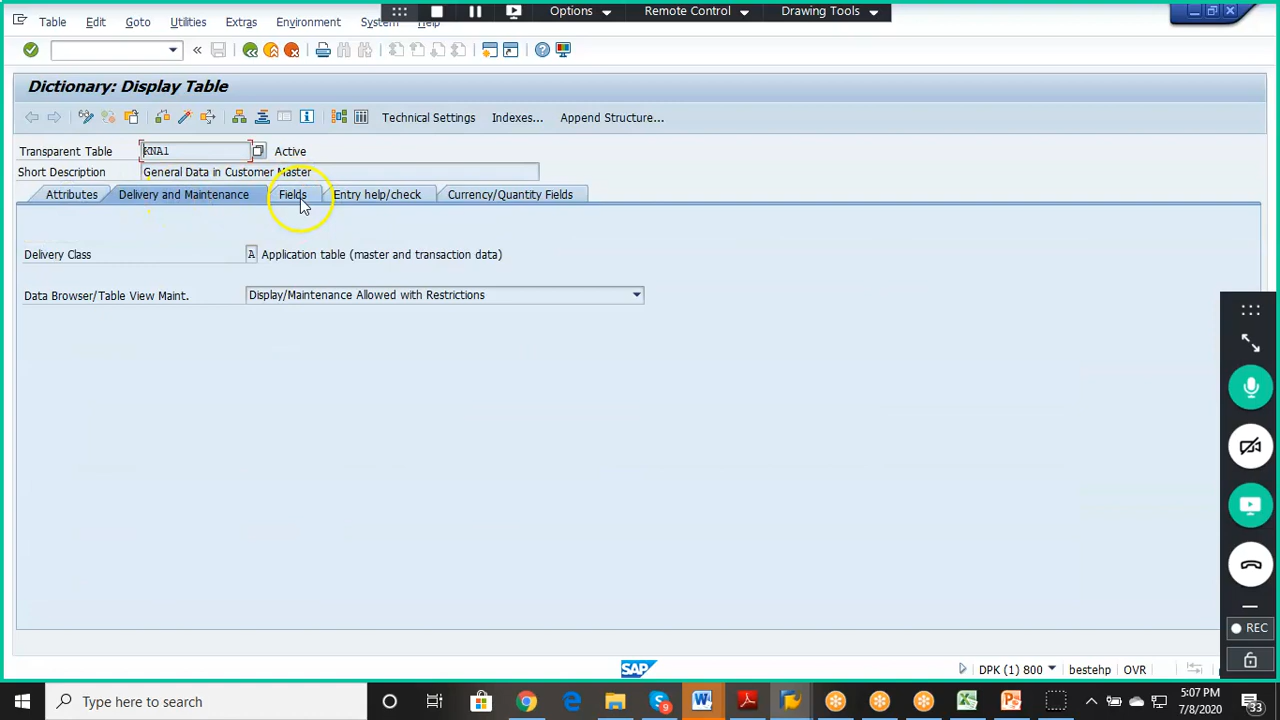 Options Remote Control Drawing Tools
Table Edit Goto Utilities Extras Environment System Help
Dictionary: Display Table
Technical Settings Indexes... Append Structure...
Transparent Table KNA1 Active
Short Description General Data in Customer Master
Attributes Delivery and Maintenance Fields Entry help/check Currency/Quantity Fields
Delivery Class A Application table (master and transaction data)
Data Browser/Table View Maint. Display/Maintenance Allowed with Restrictions
REC
SAP DPK (1) 800 bestehp OVR
Type here to search 9 5:07 PM
7/8/2020 33